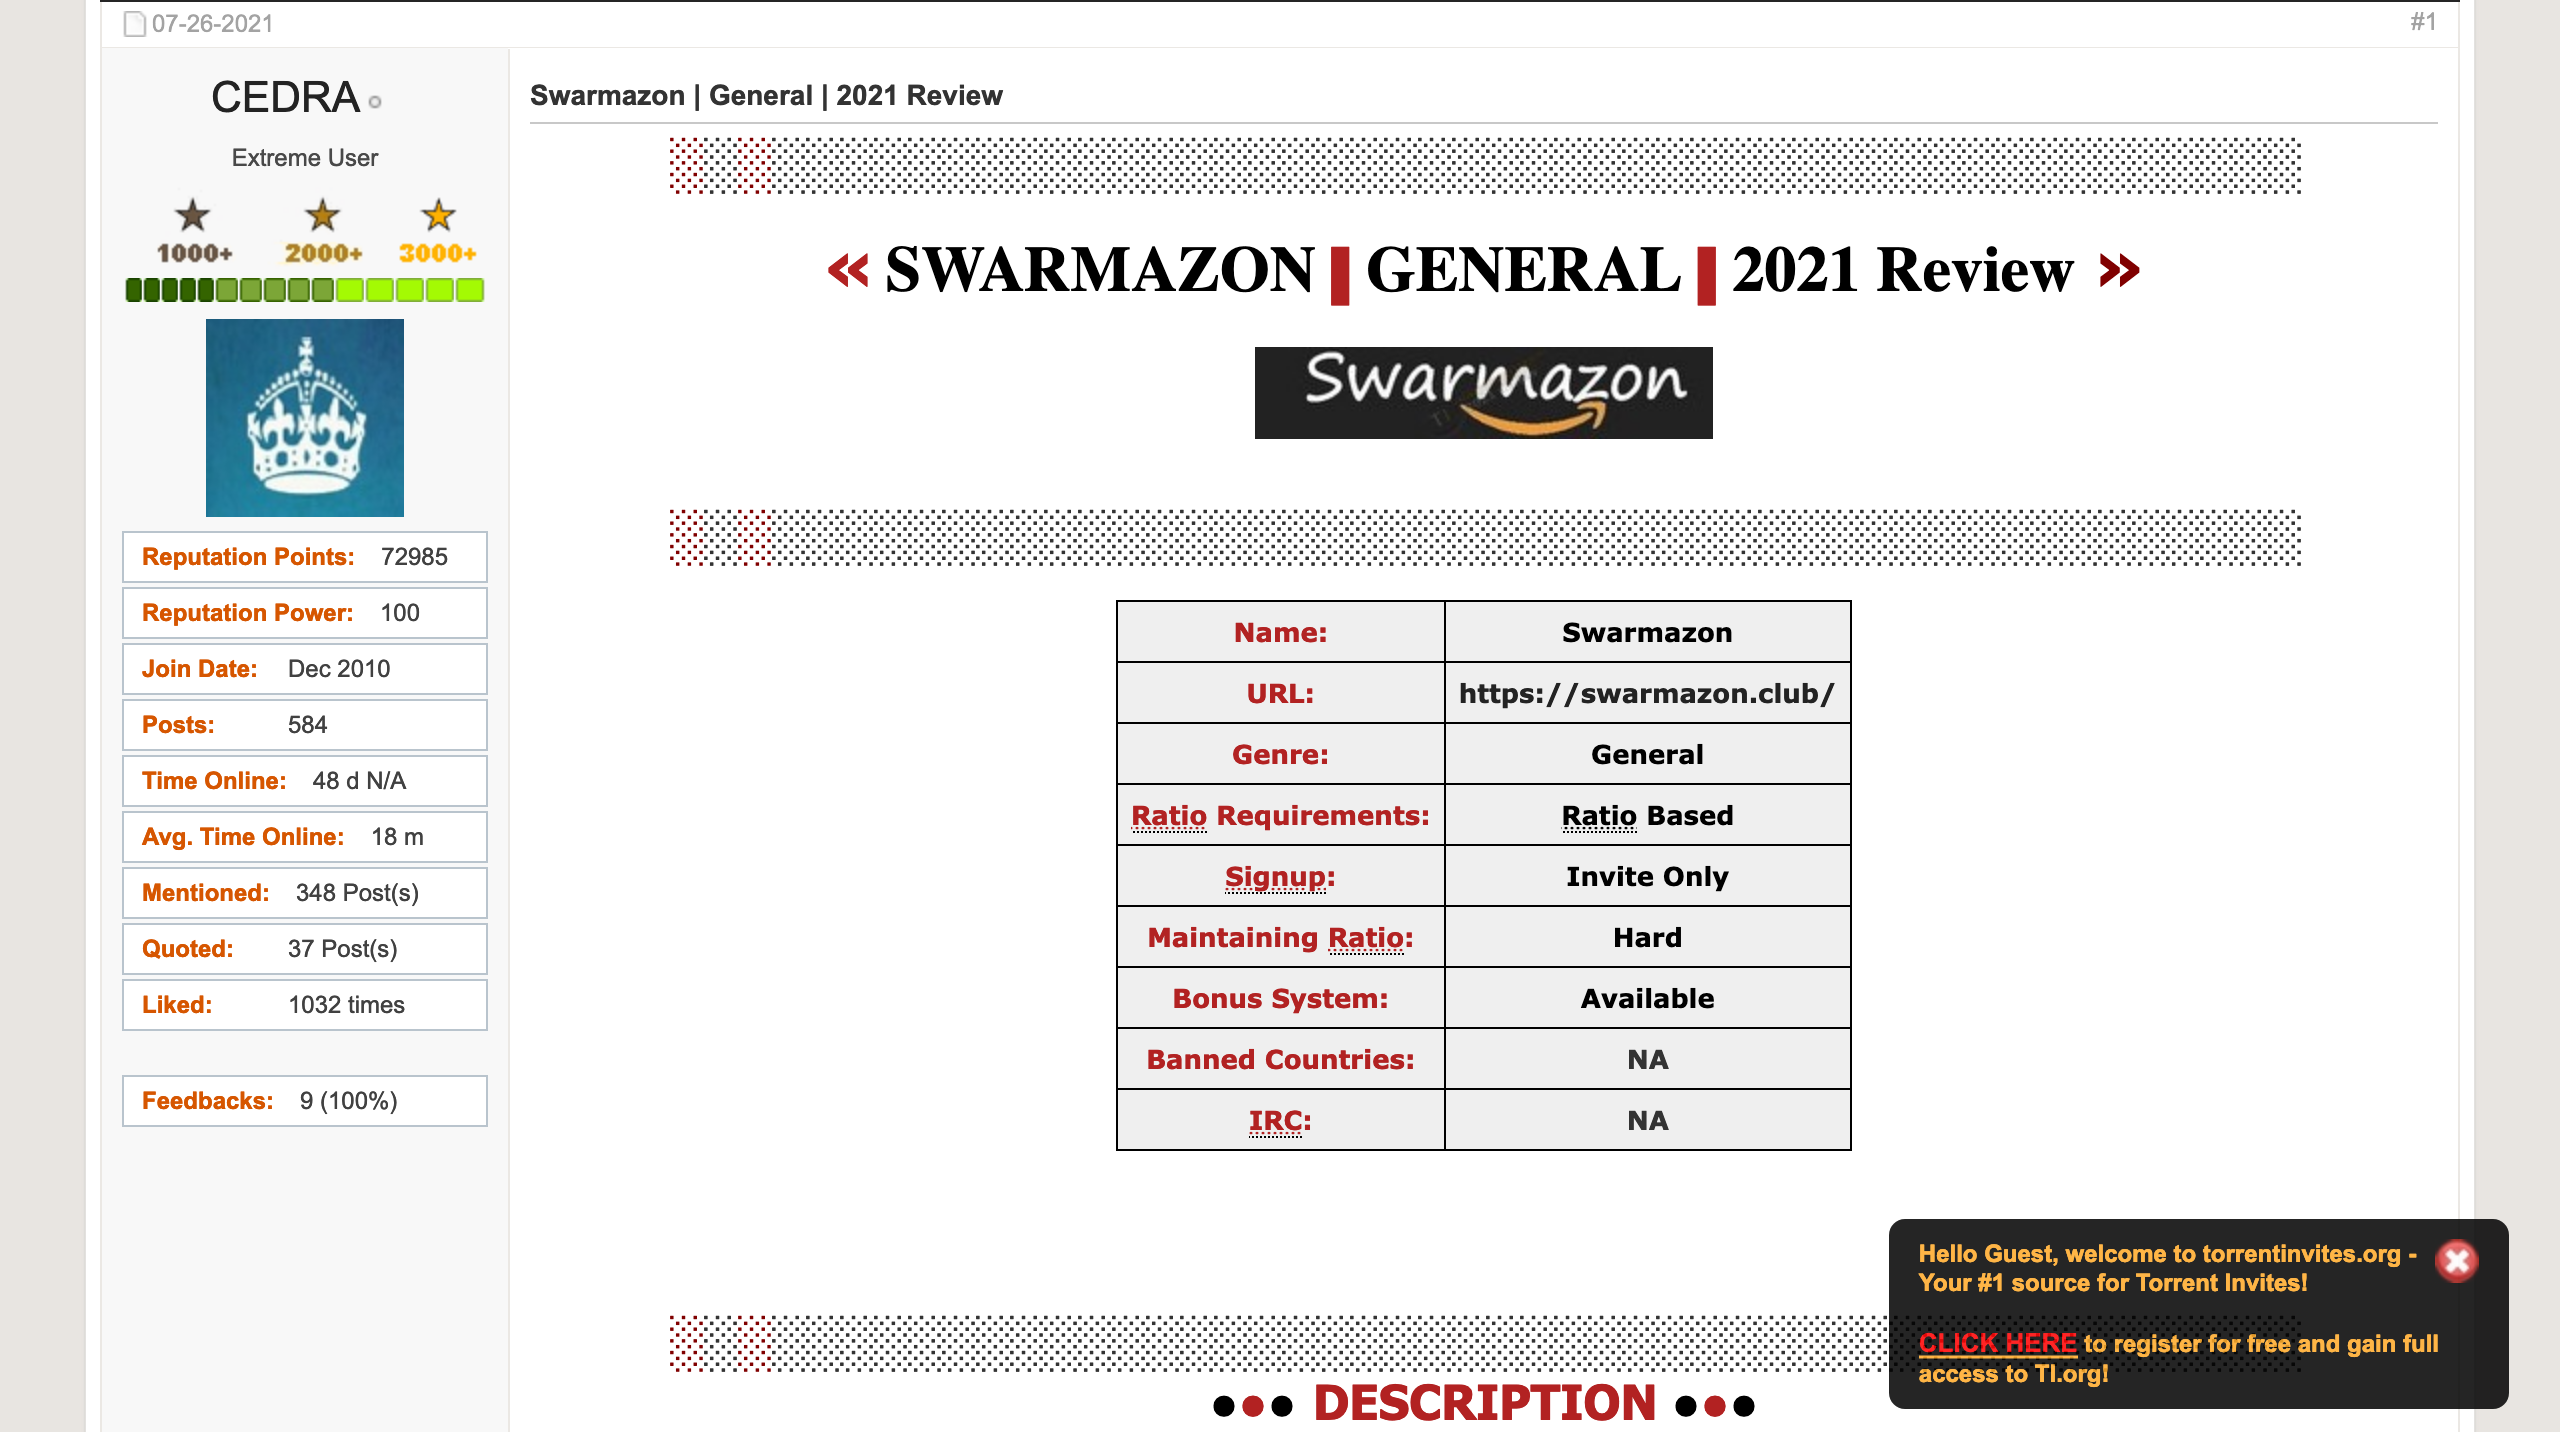 07-26-2021
#1
CEDRA
Extreme User
1000+ 2000+ 3000+
Reputation Points: 72985
Reputation Power: 100
Join Date: Dec 2010
Posts: 584
Time Online: 48 d N/A
Avg. Time Online: 18 m
Mentioned: 348 Post(s)
Quoted: 37 Post(s)
Liked: 1032 times
Feedbacks: 9 (100%)
Swarmazon | General | 2021 Review
« SWARMAZON | GENERAL | 2021 Review »
Swarmazon
Name: Swarmazon
URL: https://swarmazon.club/
Genre: General
Ratio Requirements: Ratio Based
Signup: Invite Only
Maintaining Ratio: Hard
Bonus System: Available
Banned Countries: NA
IRC: NA
••• DESCRIPTION •••
Hello Guest, welcome to torrentinvites.org -
Your #1 source for Torrent Invites!
CLICK HERE to register for free and gain full
access to TI.org!